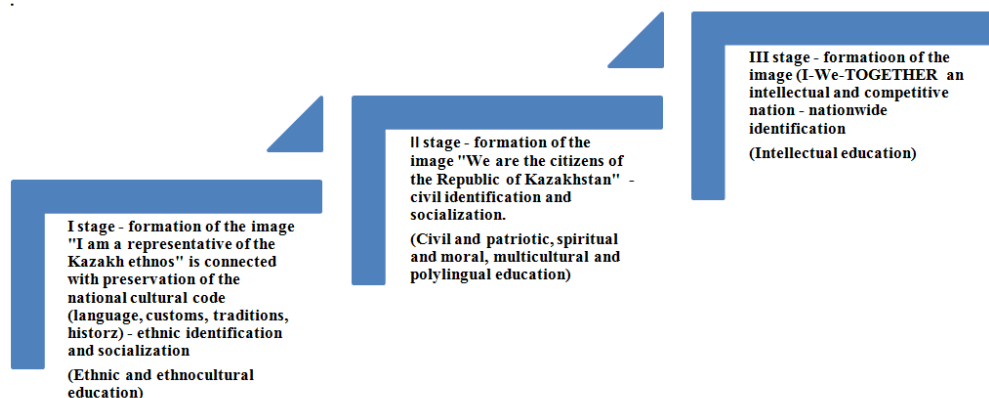 I stage - formation of the image
"I am a representative of the
Kazakh ethnos" is connected
with preservation of the
national cultural code
(language, customs, traditions,
historz) - ethnic identification
and socialization
(Ethnic and ethnocultural
education)
II stage - formation of the
image "We are the citizens of
the Republic of Kazakhstan" -
civil identification and
socialization.
(Civil and patriotic, spiritual
and moral, multicultural and
polylingual education)
III stage - formatioon of the
image (I-We-TOGETHER an
intellectual and competitive
nation - nationwide
identification
(Intellectual education)